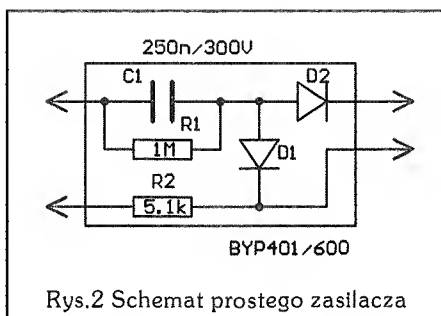 250n/300V
C1
D2
R1
1M
D1
R2
5.1k
BYP401/600
Rys.2 Schemat prostego zasilacza